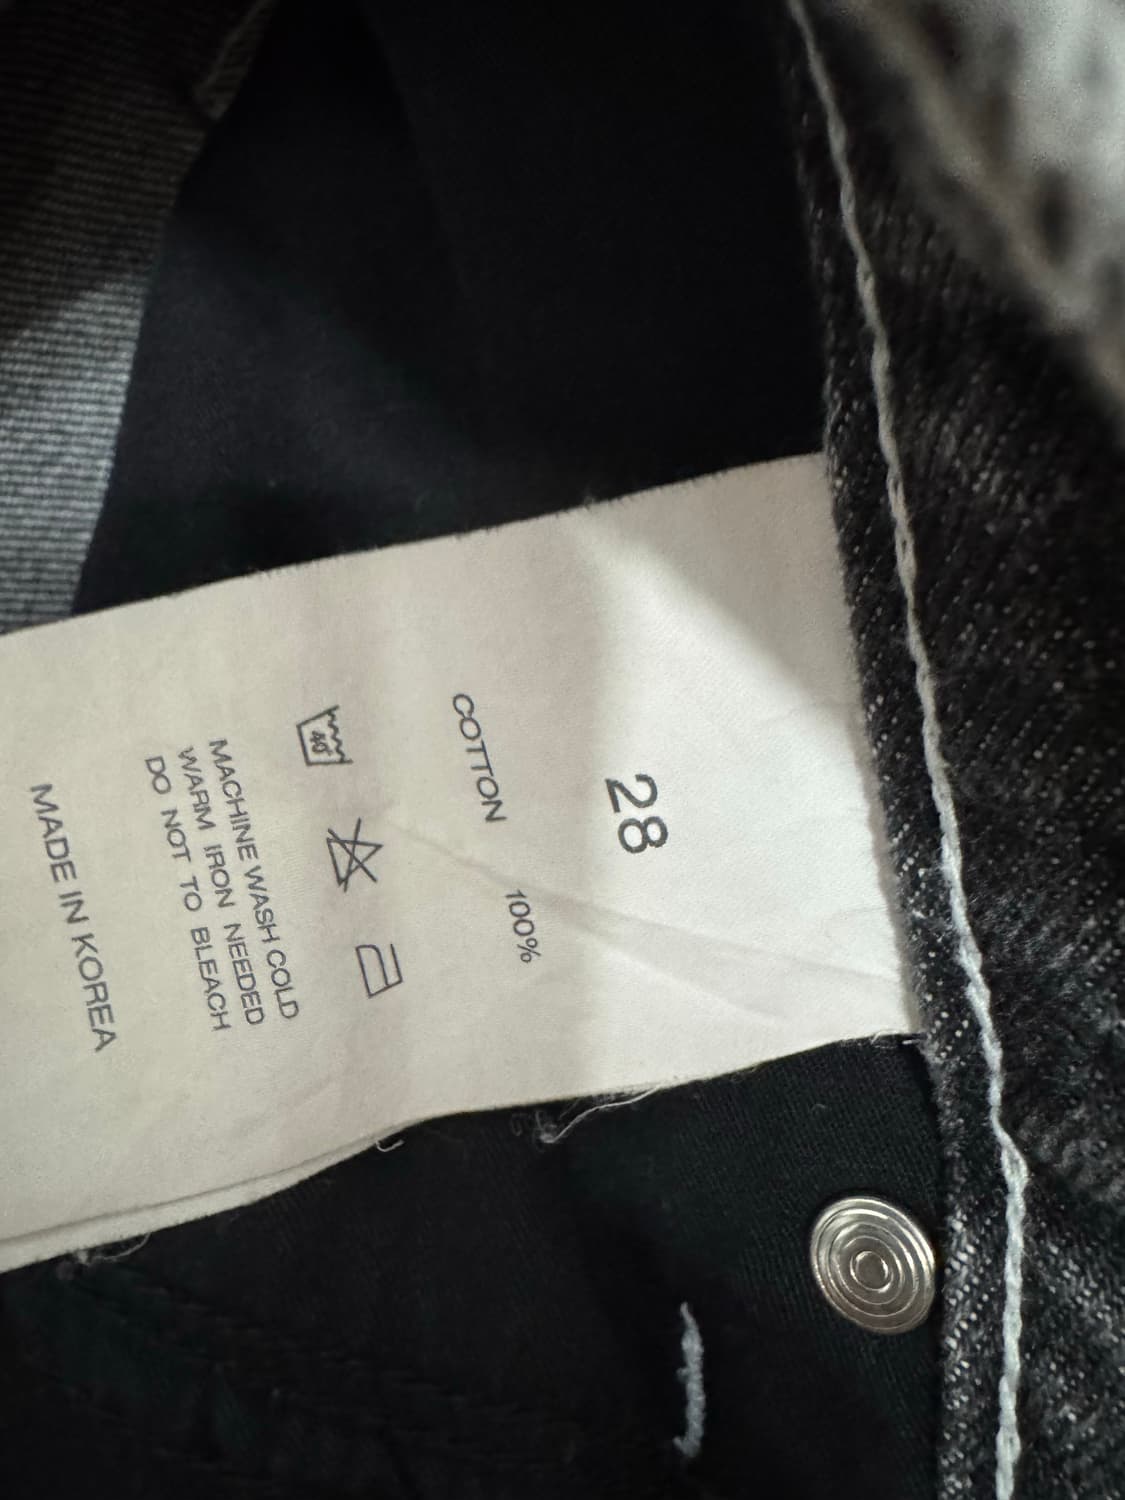 28
COTTON 100%
40°
MACHINE WASH COLD
WARM IRON NEEDED
DO NOT TO BLEACH
MADE IN KOREA